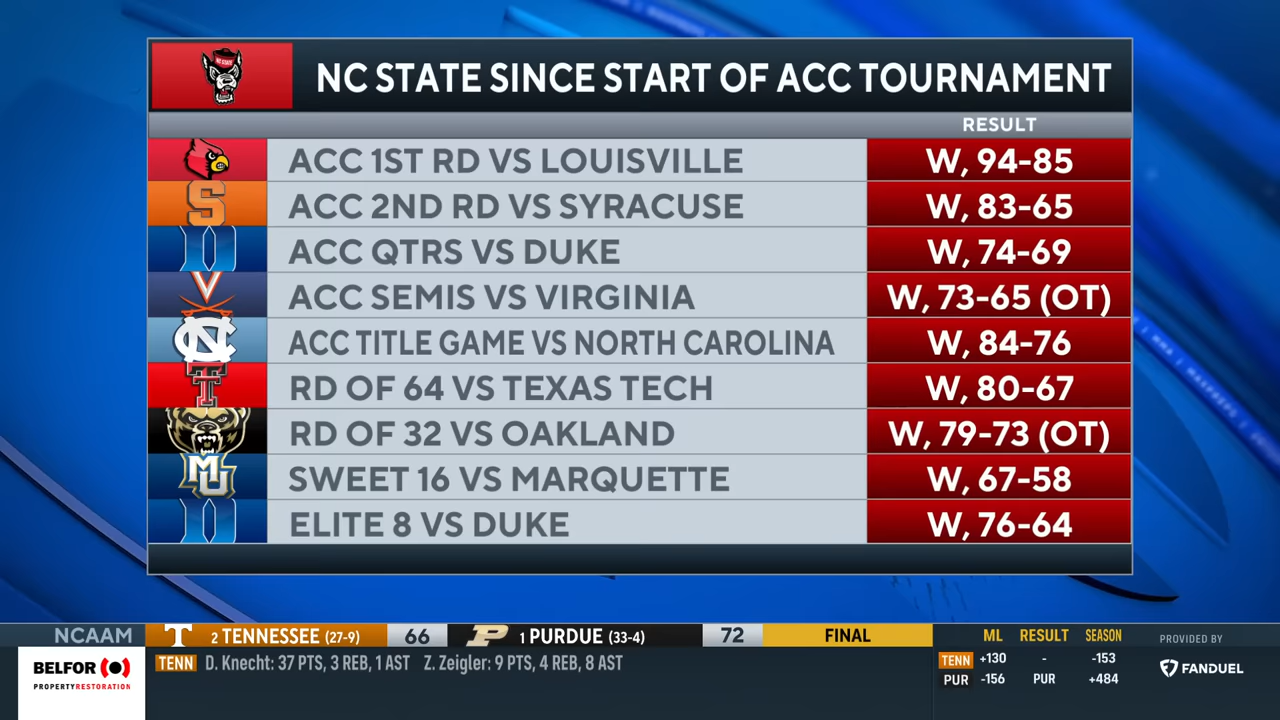 NC STATE
NC STATE SINCE START OF ACC TOURNAMENT
RESULT
ACC 1ST RD VS LOUISVILLE W, 94-85
S
ACC 2ND RD VS SYRACUSE W, 83-65
D
ACC QTRS VS DUKE W, 74-69
V
ACC SEMIS VS VIRGINIA W, 73-65 (OT)
NC
ACC TITLE GAME VS NORTH CAROLINA W, 84-76
T
RD OF 64 VS TEXAS TECH W, 80-67
RD OF 32 VS OAKLAND W, 79-73 (OT)
MU
SWEET 16 VS MARQUETTE W, 67-58
D
ELITE 8 VS DUKE W, 76-64
NCAAM T 2 TENNESSEE (27-9) 66 P 1 PURDUE (33-4) 72 FINAL
BELFOR
PROPERTYRESTORATION
TENN D. Knecht: 37 PTS, 3 REB, 1 AST Z. Zeigler: 9 PTS, 4 REB, 8 AST
ML RESULT SEASON
TENN +130 - -153
PUR -156 PUR +484
PROVIDED BY
FANDUEL